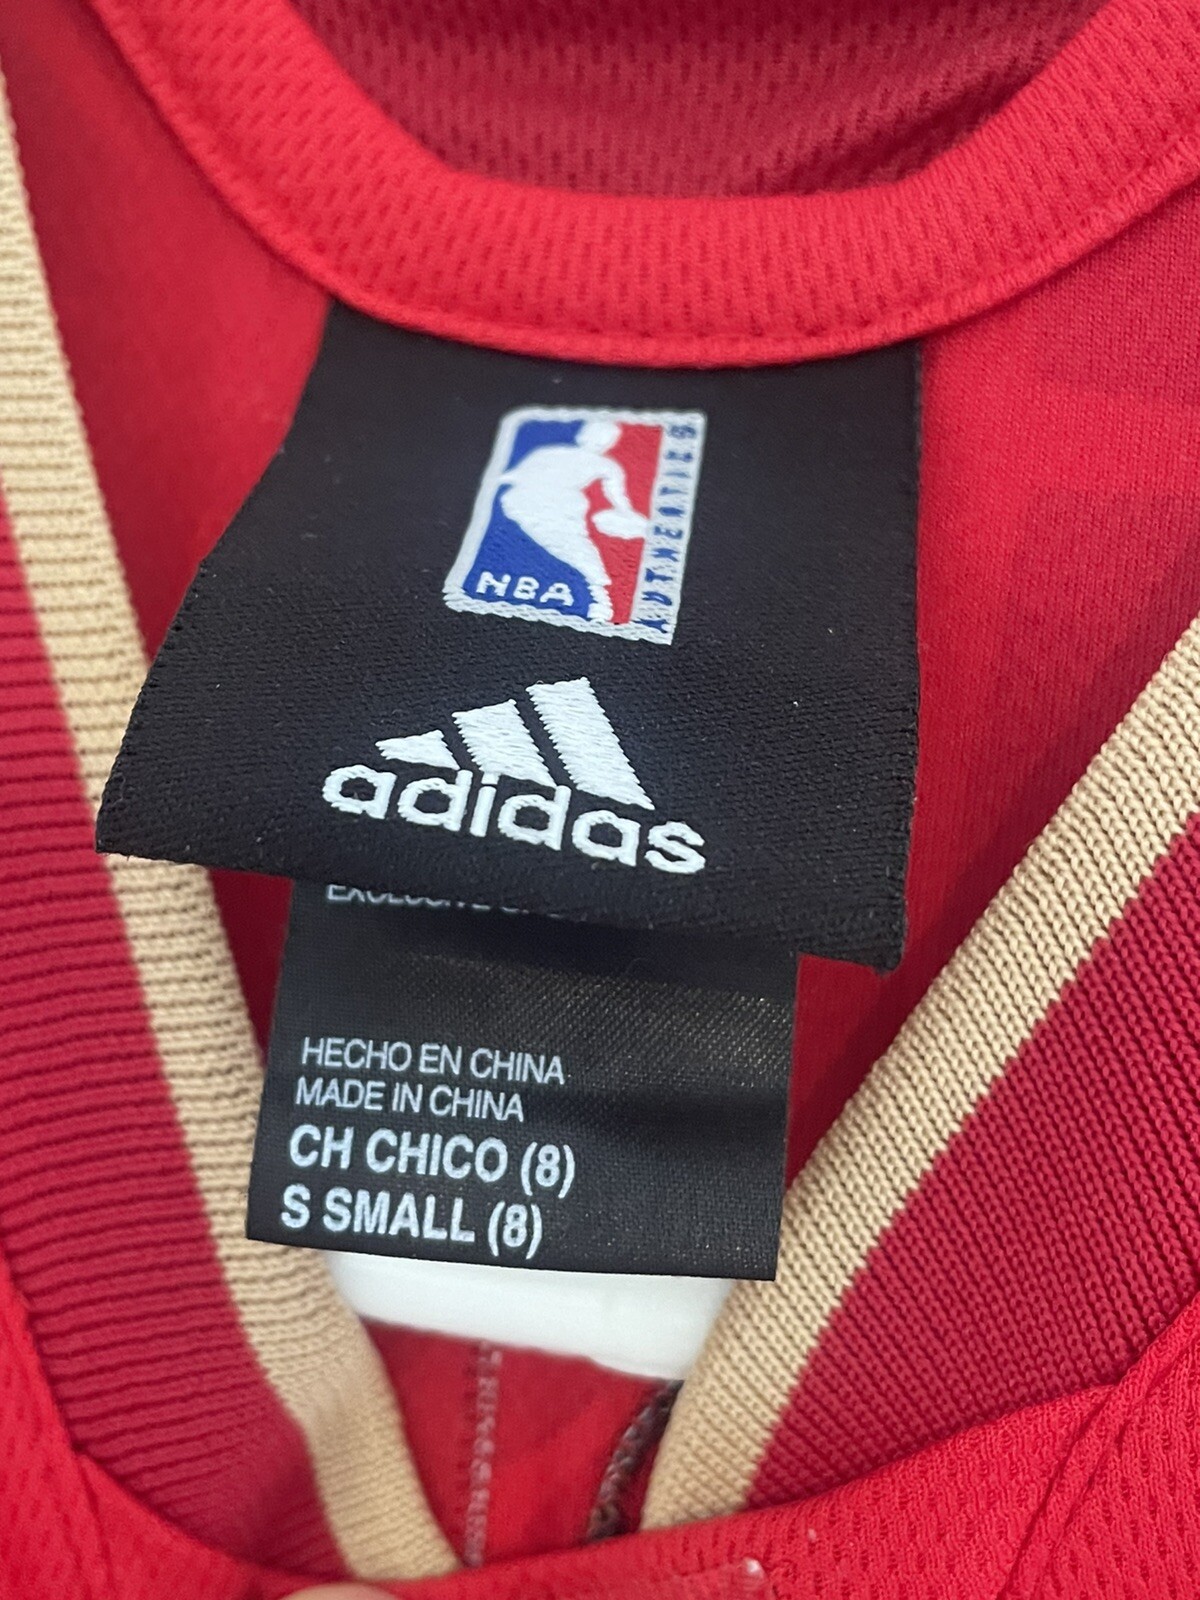 NBA
AUTHENTICS
adidas
HECHO EN CHINA
MADE IN CHINA
CH CHICO (8)
S SMALL (8)